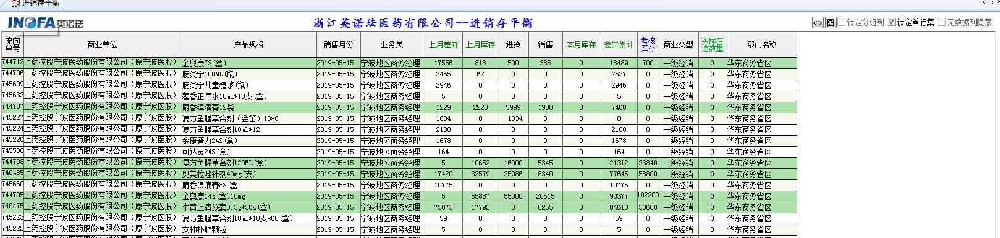 进销存平衡
INOFA英诺珐
浙江英诺珐医药有限公司--进销存平衡
<> 图 锁定分组列 锁定首行集 无数据列隐藏
流向单号 商业单位 产品规格 销售月份 业务员 上月差异 上月库存 进货 销售 本月库存 差异累计 考核库存 商业类型 实际在途数量 部门名称
744712 上药控股宁波医药股份有限公司（原宁波医股） 金奥康7S(盒) 2019-05-15 宁波地区商务经理 17556 818 500 385 0 18489 700 一级经销 0 华东商务省区
744706 上药控股宁波医药股份有限公司（原宁波医股） 肠炎宁100ML(瓶) 2019-05-15 宁波地区商务经理 2465 62 0 0 0 2527 0 一级经销 0 华东商务省区
745609 上药控股宁波医药股份有限公司（原宁波医股） 肠炎宁儿童糖浆(瓶) 2019-05-15 宁波地区商务经理 2946 0 0 0 0 2946 0 一级经销 0 华东商务省区
745632 上药控股宁波医药股份有限公司（原宁波医股） 藿香正气水10ml*10支(盒) 2019-05-15 宁波地区商务经理 5 0 0 0 0 5 0 一级经销 0 华东商务省区
744707 上药控股宁波医药股份有限公司（原宁波医股） 麝香镇痛膏12袋 2019-05-15 宁波地区商务经理 1229 2220 5999 1980 0 7468 0 一级经销 0 华东商务省区
745227 上药控股宁波医药股份有限公司（原宁波医股） 复方鱼腥草合剂（金笛）10*6 2019-05-15 宁波地区商务经理 1034 0 -1034 0 0 0 0 一级经销 0 华东商务省区
745224 上药控股宁波医药股份有限公司（原宁波医股） 复方鱼腥草合剂10ml*12 2019-05-15 宁波地区商务经理 2100 0 0 0 0 2100 0 一级经销 0 华东商务省区
745226 上药控股宁波医药股份有限公司（原宁波医股） 金康普力24S(盒) 2019-05-15 宁波地区商务经理 1678 0 0 0 0 1678 0 一级经销 0 华东商务省区
745506 上药控股宁波医药股份有限公司（原宁波医股） 可达灵24S(盒) 2019-05-15 宁波地区商务经理 164 0 0 0 0 164 0 一级经销 0 华东商务省区
744708 上药控股宁波医药股份有限公司（原宁波医股） 复方鱼腥草合剂120ML(盒) 2019-05-15 宁波地区商务经理 5 10652 16000 5345 0 21312 23840 一级经销 0 华东商务省区
740485 上药控股宁波医药股份有限公司（原宁波医股） 奥美拉唑针剂40mg(支) 2019-05-15 宁波地区商务经理 17420 32579 35986 8340 0 77645 58800 一级经销 0 华东商务省区
745660 上药控股宁波医药股份有限公司（原宁波医股） 麝香镇痛膏8S(盒) 2019-05-15 宁波地区商务经理 10775 0 0 0 0 10775 0 一级经销 0 华东商务省区
744705 上药控股宁波医药股份有限公司（原宁波医股） 金奥康14s(盒)10mg 2019-05-15 宁波地区商务经理 5 55887 55000 20515 0 90377 102200 一级经销 0 华东商务省区
740475 上药控股宁波医药股份有限公司（原宁波医股） 牛黄上清胶囊0.3g*36s(盒) 2019-05-15 宁波地区商务经理 75073 17792 0 8255 0 84610 30600 一级经销 0 华东商务省区
745223 上药控股宁波医药股份有限公司（原宁波医股） 复方鱼腥草合剂10ml*10支*60(盒) 2019-05-15 宁波地区商务经理 59 0 0 0 0 59 0 一级经销 0 华东商务省区
745222 上药控股宁波医药股份有限公司（原宁波医股） 安神补脑颗粒 2019-05-15 宁波地区商务经理 5 0 0 0 0 5 0 一级经销 0 华东商务省区